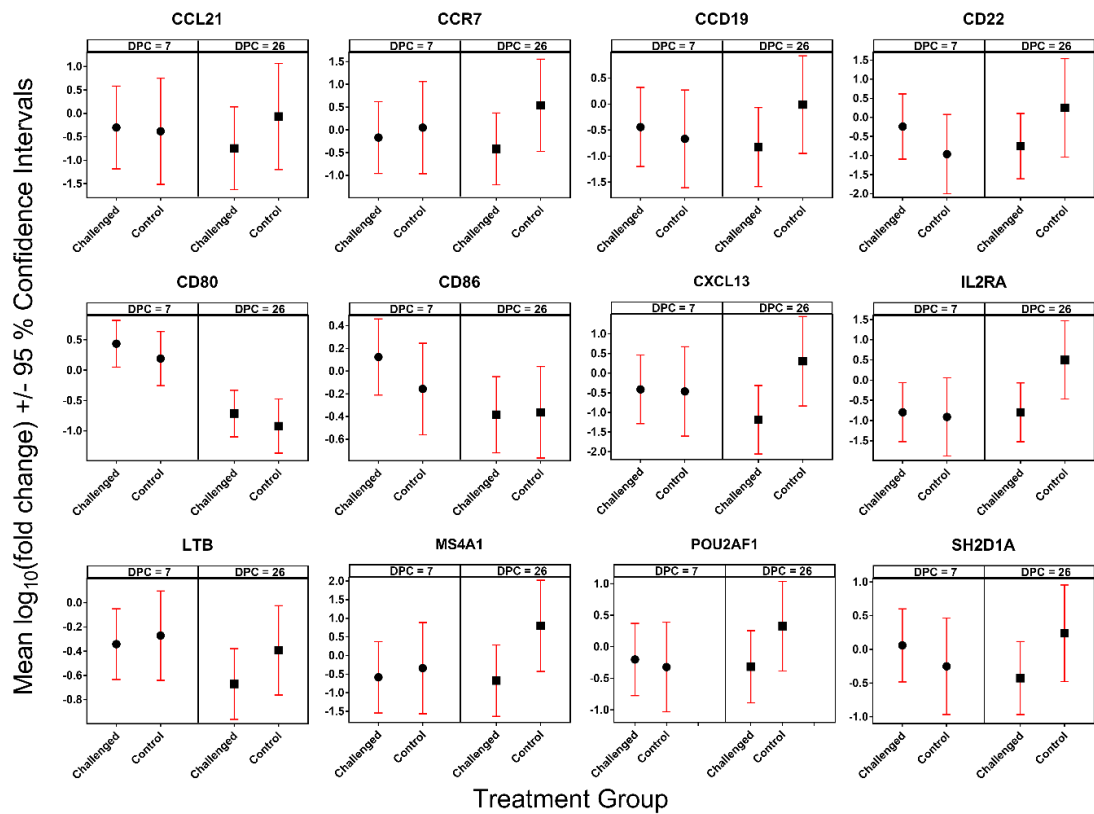 CCL21
CCR7
CCD19
CD22
DPC = 7
DPC = 26
DPC = 7
DPC = 26
DPC = 7
DPC = 26
DPC = 7
DPC = 26
1.0
0.5
0.0
-0.5
-1.0
-1.5
1.5
1.0
0.5
0.0
-0.5
-1.0
0.5
0.0
-0.5
-1.0
-1.5
1.5
1.0
0.5
0.0
-0.5
-1.0
-1.5
-2.0
Challenged
Control
Challenged
Control
Challenged
Control
Challenged
Control
Challenged
Control
Challenged
Control
Challenged
Control
Challenged
Control
CD80
CD86
CXCL13
IL2RA
DPC = 7
DPC = 26
DPC = 7
DPC = 26
DPC = 7
DPC = 26
DPC = 7
DPC = 26
0.5
0.0
-0.5
-1.0
0.4
0.2
0.0
-0.2
-0.4
-0.6
1.0
0.5
0.0
-0.5
-1.0
-1.5
-2.0
1.5
1.0
0.5
0.0
-0.5
-1.0
-1.5
Challenged
Control
Challenged
Control
Challenged
Control
Challenged
Control
Challenged
Control
Challenged
Control
Challenged
Control
Challenged
Control
LTB
MS4A1
POU2AF1
SH2D1A
DPC = 7
DPC = 26
DPC = 7
DPC = 26
DPC = 7
DPC = 26
DPC = 7
DPC = 26
0.0
-0.2
-0.4
-0.6
-0.8
2.0
1.5
1.0
0.5
0.0
-0.5
-1.0
-1.5
1.0
0.5
0.0
-0.5
-1.0
1.0
0.5
0.0
-0.5
-1.0
Challenged
Control
Challenged
Control
Challenged
Control
Challenged
Control
Challenged
Control
Challenged
Control
Challenged
Control
Challenged
Control
Mean log₁₀(fold change) +/- 95 % Confidence Intervals
Treatment Group